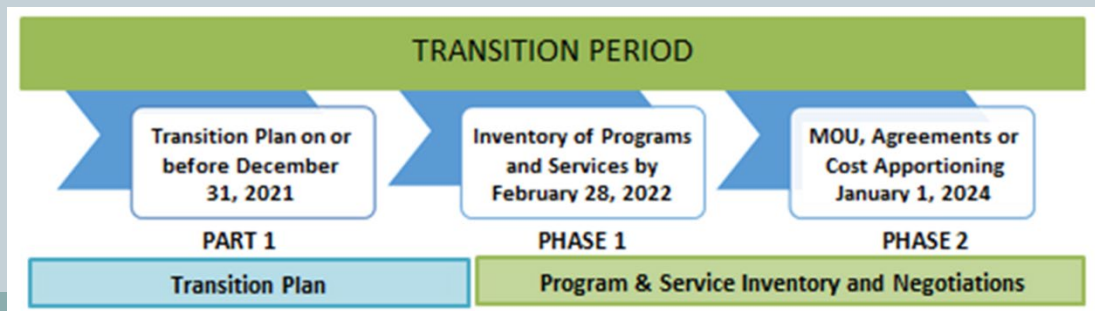 TRANSITION PERIOD
Transition Plan on or
before December
31, 2021
Inventory of Programs
and Services by
February 28, 2022
MOU, Agreements or
Cost Apportioning
January 1, 2024
PART 1
PHASE 1
PHASE 2
Transition Plan
Program & Service Inventory and Negotiations